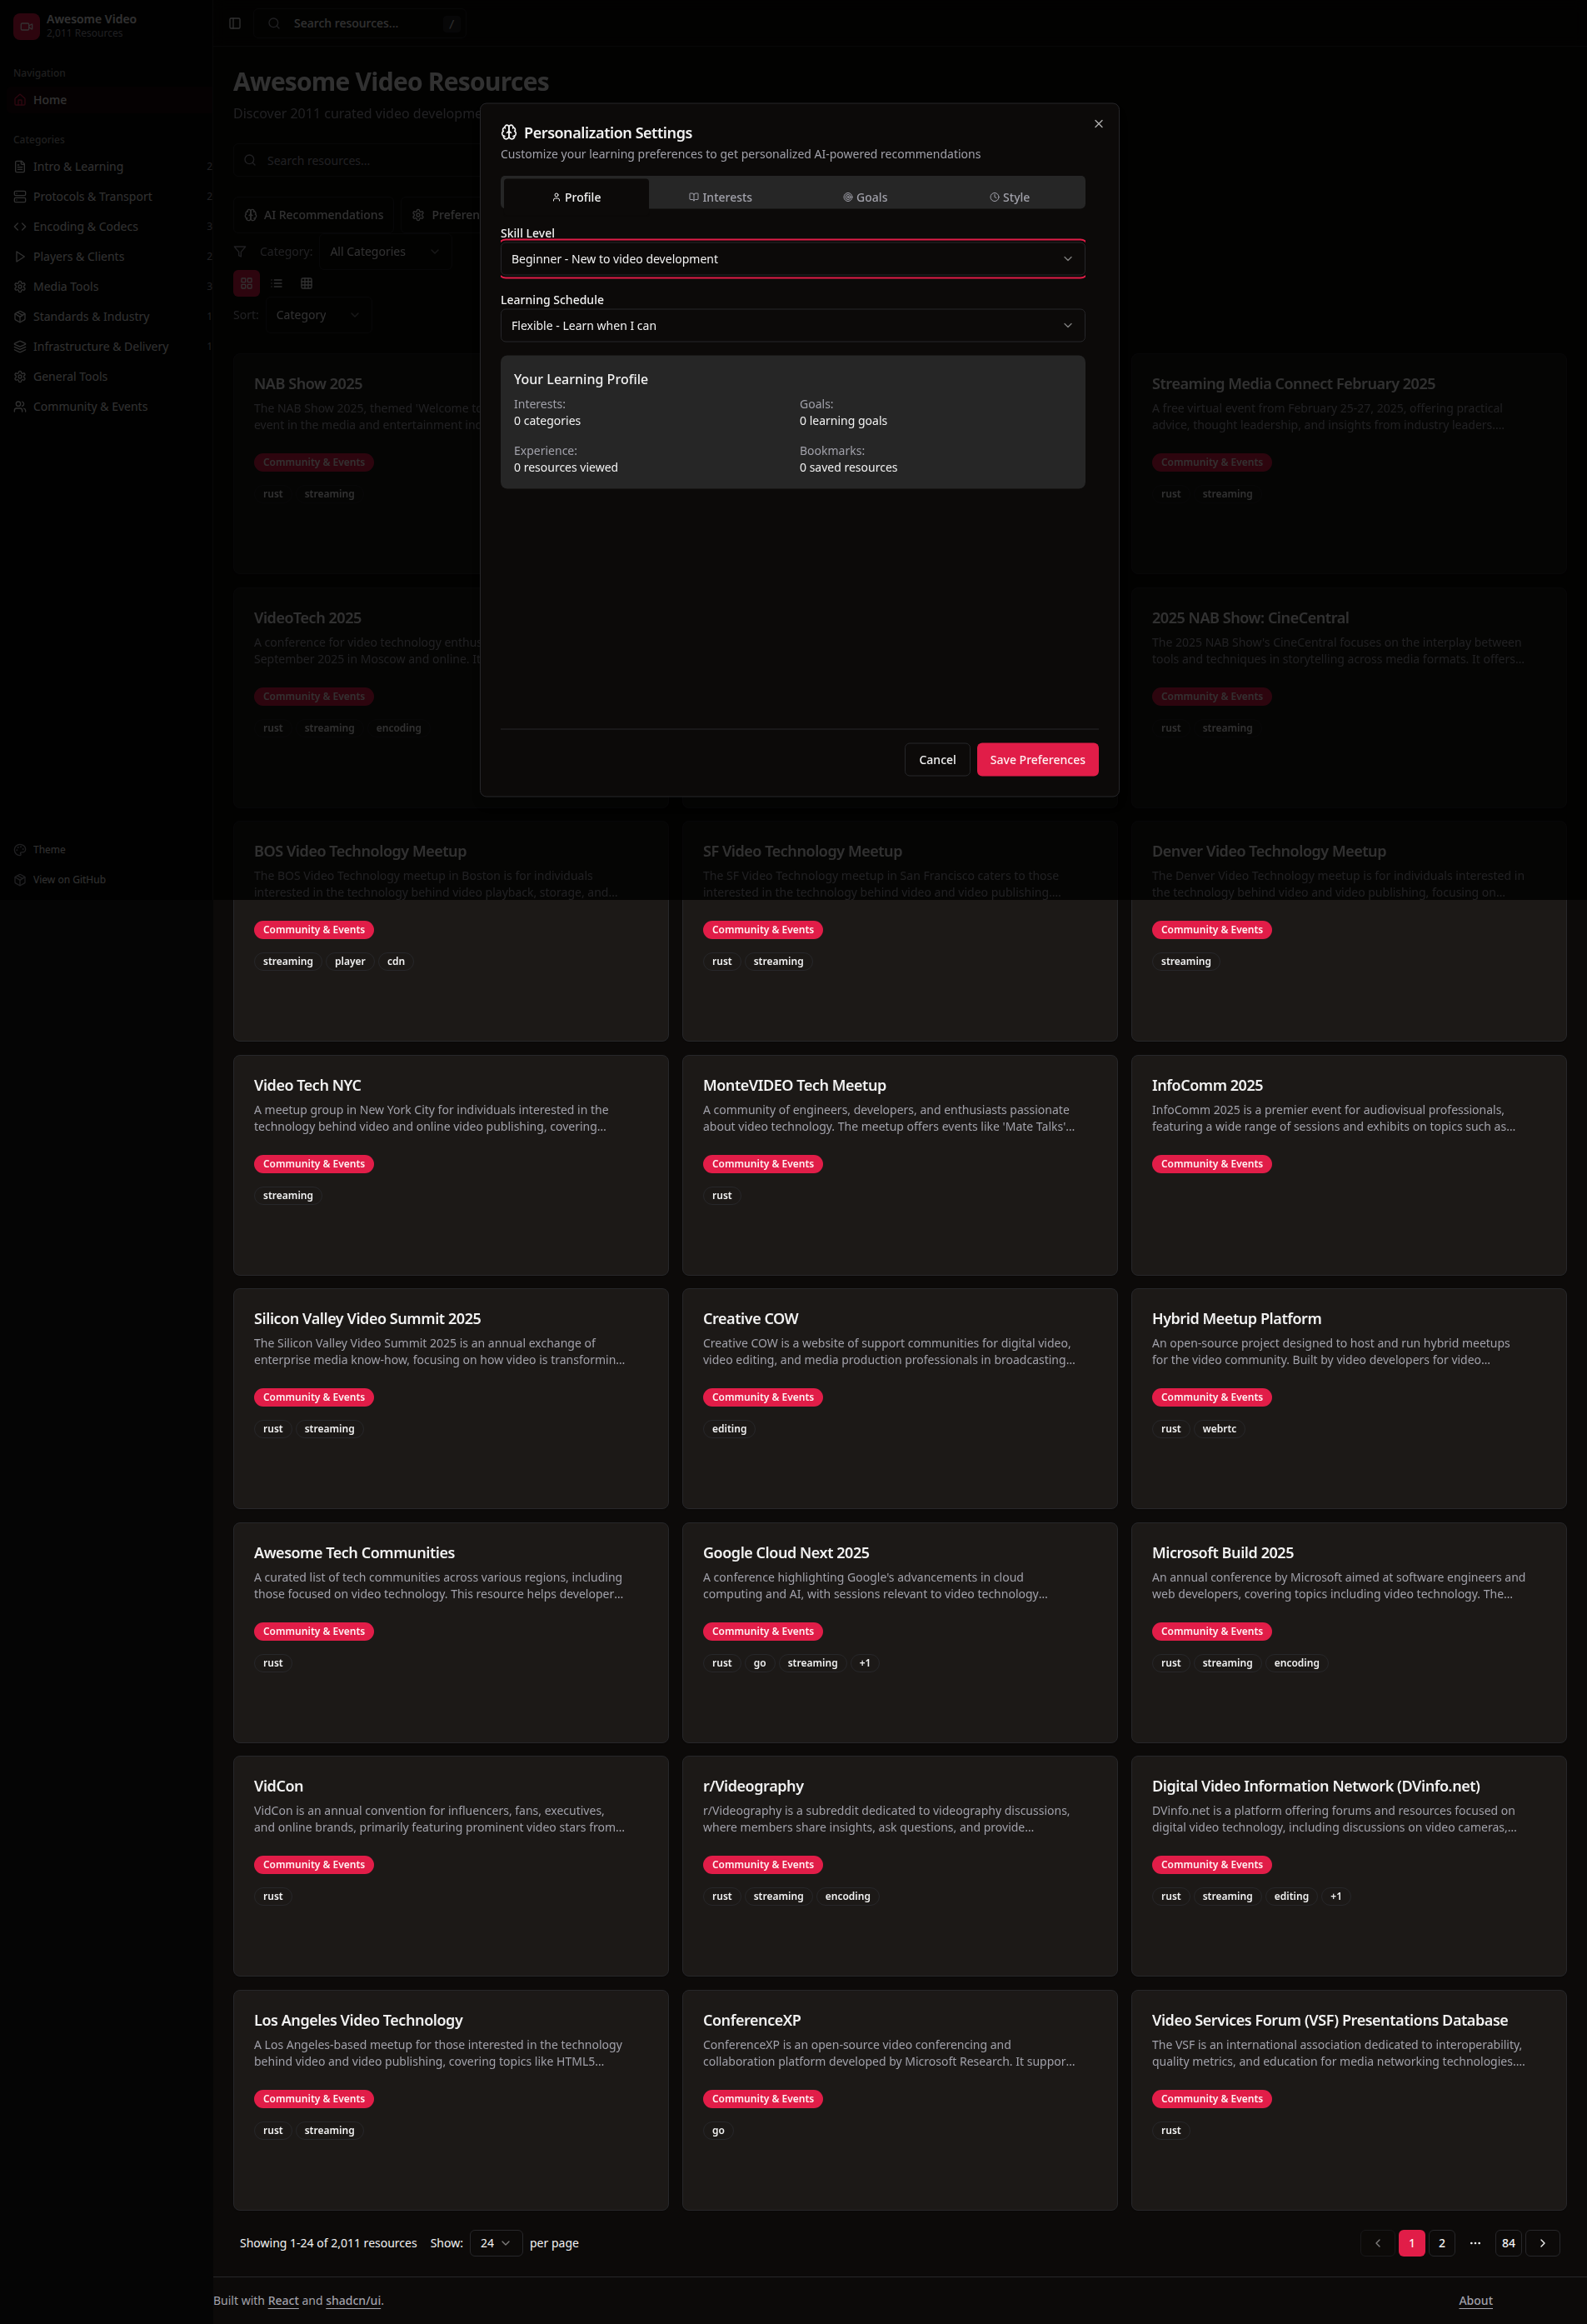 Awesome Video
2,011 Resources
Navigation
Home
Categories
Intro & Learning 2
Protocols & Transport 2
Encoding & Codecs 3
Players & Clients 2
Media Tools 3
Standards & Industry 1
Infrastructure & Delivery 1
General Tools
Community & Events
Theme
View on GitHub
Search resources... /
Awesome Video Resources
Discover 2011 curated video developme
Search resources...
AI Recommendations
Preferen
Category: All Categories
Sort: Category
Personalization Settings
Customize your learning preferences to get personalized AI-powered recommendations
Profile Interests Goals Style
Skill Level
Beginner - New to video development
Learning Schedule
Flexible - Learn when I can
Your Learning Profile
Interests: Goals:
0 categories 0 learning goals
Experience: Bookmarks:
0 resources viewed 0 saved resources
Cancel Save Preferences
NAB Show 2025
The NAB Show 2025, themed 'Welcome to
event in the media and entertainment ind
Community & Events
rust streaming
Streaming Media Connect February 2025
A free virtual event from February 25-27, 2025, offering practical
advice, thought leadership, and insights from industry leaders....
Community & Events
rust streaming
VideoTech 2025
A conference for video technology enthus
September 2025 in Moscow and online. It
Community & Events
rust streaming encoding
2025 NAB Show: CineCentral
The 2025 NAB Show's CineCentral focuses on the interplay between
tools and techniques in storytelling across media formats. It offers...
Community & Events
rust streaming
BOS Video Technology Meetup
The BOS Video Technology meetup in Boston is for individuals
interested in the technology behind video playback, storage, and...
Community & Events
streaming player cdn
SF Video Technology Meetup
The SF Video Technology meetup in San Francisco caters to those
interested in the technology behind video and video publishing....
Community & Events
rust streaming
Denver Video Technology Meetup
The Denver Video Technology meetup is for individuals interested in
the technology behind video and video publishing, focusing on...
Community & Events
streaming
Video Tech NYC
A meetup group in New York City for individuals interested in the
technology behind video and online video publishing, covering...
Community & Events
streaming
MonteVIDEO Tech Meetup
A community of engineers, developers, and enthusiasts passionate
about video technology. The meetup offers events like 'Mate Talks'...
Community & Events
rust
InfoComm 2025
InfoComm 2025 is a premier event for audiovisual professionals,
featuring a wide range of sessions and exhibits on topics such as...
Community & Events
Silicon Valley Video Summit 2025
The Silicon Valley Video Summit 2025 is an annual exchange of
enterprise media know-how, focusing on how video is transformin...
Community & Events
rust streaming
Creative COW
Creative COW is a website of support communities for digital video,
video editing, and media production professionals in broadcasting...
Community & Events
editing
Hybrid Meetup Platform
An open-source project designed to host and run hybrid meetups
for the video community. Built by video developers for video...
Community & Events
rust webrtc
Awesome Tech Communities
A curated list of tech communities across various regions, including
those focused on video technology. This resource helps developer...
Community & Events
rust
Google Cloud Next 2025
A conference highlighting Google's advancements in cloud
computing and AI, with sessions relevant to video technology...
Community & Events
rust go streaming +1
Microsoft Build 2025
An annual conference by Microsoft aimed at software engineers and
web developers, covering topics including video technology. The...
Community & Events
rust streaming encoding
VidCon
VidCon is an annual convention for influencers, fans, executives,
and online brands, primarily featuring prominent video stars from...
Community & Events
rust
r/Videography
r/Videography is a subreddit dedicated to videography discussions,
where members share insights, ask questions, and provide...
Community & Events
rust streaming encoding
Digital Video Information Network (DVinfo.net)
DVinfo.net is a platform offering forums and resources focused on
digital video technology, including discussions on video cameras,...
Community & Events
rust streaming editing +1
Los Angeles Video Technology
A Los Angeles-based meetup for those interested in the technology
behind video and video publishing, covering topics like HTML5...
Community & Events
rust streaming
ConferenceXP
ConferenceXP is an open-source video conferencing and
collaboration platform developed by Microsoft Research. It suppor...
Community & Events
go
Video Services Forum (VSF) Presentations Database
The VSF is an international association dedicated to interoperability,
quality metrics, and education for media networking technologies....
Community & Events
rust
Showing 1-24 of 2,011 resources Show: 24 per page
1 2 ... 84
Built with React and shadcn/ui.
About